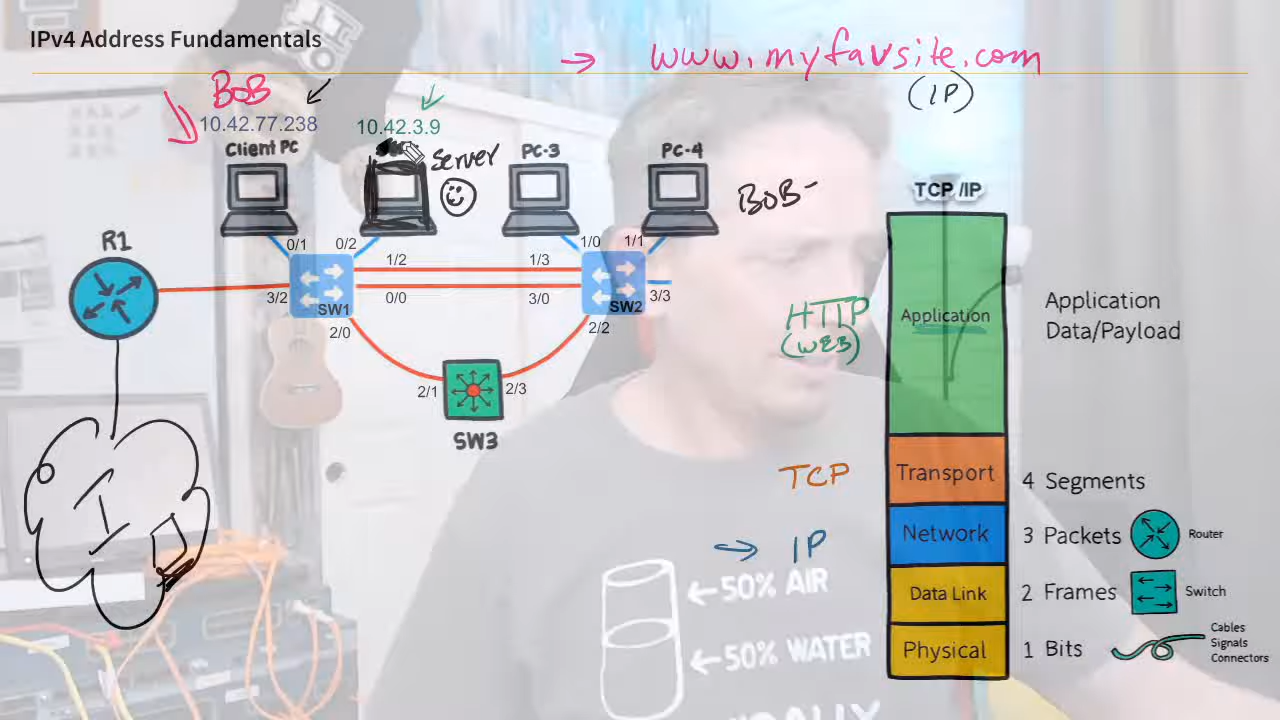 IPv4 Address Fundamentals
→ www.myfavsite.com
(IP)
BOB
10.42.77.238
10.42.3.9
Client PC
Server
PC-3
PC-4
BOB-
TCP/IP
R1
0/1
0/2
1/0
1/1
1/2
1/3
3/2
SW1
0/0
3/0
SW2
3/3
2/0
2/2
2/1
2/3
SW3
I
HTTP
(WEB)
Application
Application
Data/Payload
TCP
Transport
4 Segments
→ IP
Network
3 Packets
Router
Data Link
2 Frames
Switch
Physical
1 Bits
Cables
Signals
Connectors
←50% AIR
←50% WATER